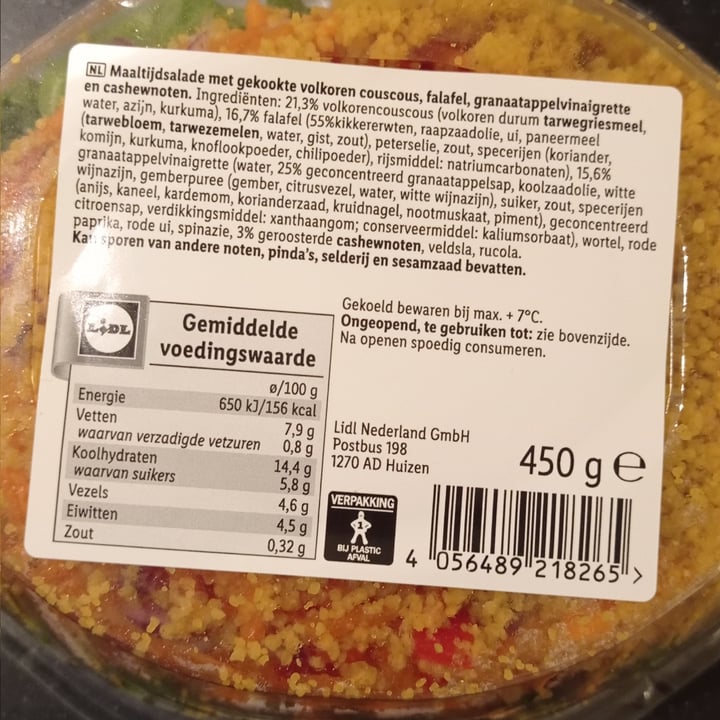 NL Maaltijdsalade met gekookte volkoren couscous, falafel, granaatappelvinaigrette
en cashewnoten. Ingrediënten: 21,3% volkorencouscous (volkoren durum tarwegriesmeel,
water, azijn, kurkuma), 16,7% falafel (55%kikkererwten, raapzaadolie, ui, paneermeel
(tarwebloem, tarwezemelen, water, gist, zout), peterselie, zout, specerijen (koriander,
komijn, kurkuma, knoflookpoeder, chilipoeder), rijsmiddel: natriumcarbonaten), 15,6%
granaatappelvinaigrette (water, 25% geconcentreerd granaatappelsap, koolzaadolie, witte
wijnazijn, gemberpuree (gember, citrusvezel, water, witte wijnazijn), suiker, zout, specerijen
(anijs, kaneel, kardemom, korianderzaad, kruidnagel, nootmuskaat, piment), geconcentreerd
citroensap, verdikkingsmiddel: xanthaangom; conserveermiddel: kaliumsorbaat), wortel, rode
paprika, rode ui, spinazie, 3% geroosterde cashewnoten, veldsla, rucola.
Kan sporen van andere noten, pinda's, selderij en sesamzaad bevatten.
Gekoeld bewaren bij max. + 7°C.
Ongeopend, te gebruiken tot: zie bovenzijde.
Na openen spoedig consumeren.
LiDL
Gemiddelde
voedingswaarde
ø/100 g
Energie 650 kJ/156 kcal
Vetten 7,9 g
waarvan verzadigde vetzuren 0,8 g
Koolhydraten 14,4 g
waarvan suikers 5,8 g
Vezels 4,6 g
Eiwitten 4,5 g
Zout 0,32 g
Lidl Nederland GmbH
Postbus 198
1270 AD Huizen
450 g e
VERPAKKING
1
BIJ PLASTIC
AFVAL
4 056489 218265 >